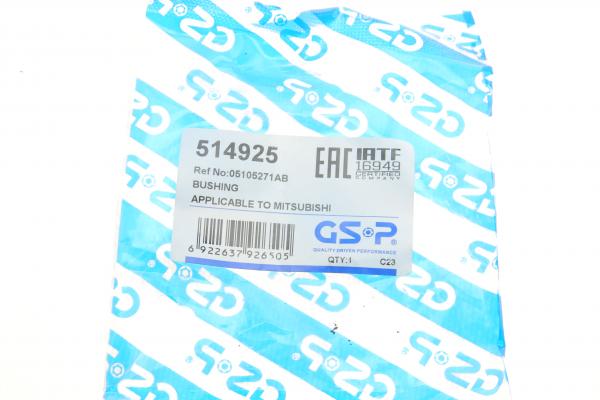 514925
Ref No:05105271AB
BUSHING
APPLICABLE TO MITSUBISHI
6 922637 926505
EAC
IATF
16949
CERTIFIED
COMPANY
GS-P®
QUALITY DRIVEN PERFORMANCE
QTY:1 C23